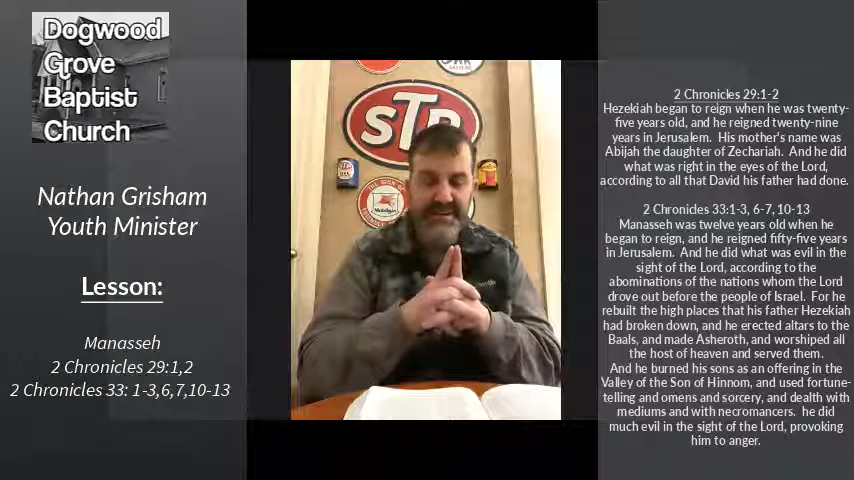 Dogwood
Grove
Baptist
Church
Nathan Grisham
Youth Minister
Lesson:
Manasseh
2 Chronicles 29:1,2
2 Chronicles 33: 1-3,6,7,10-13
STP
Mobilgas
2 Chronicles 29:1-2
Hezekiah began to reign when he was twenty-
five years old, and he reigned twenty-nine
years in Jerusalem. His mother's name was
Abijah the daughter of Zechariah. And he did
what was right in the eyes of the Lord,
according to all that David his father had done.
2 Chronicles 33:1-3, 6-7, 10-13
Manasseh was twelve years old when he
began to reign, and he reigned fifty-five years
in Jerusalem. And he did what was evil in the
sight of the Lord, according to the
abominations of the nations whom the Lord
drove out before the people of Israel. For he
rebuilt the high places that his father Hezekiah
had broken down, and he erected altars to the
Baals, and made Asheroth, and worshiped all
the host of heaven and served them.
And he burned his sons as an offering in the
Valley of the Son of Hinnom, and used fortune-
telling and omens and sorcery, and dealth with
mediums and with necromancers. he did
much evil in the sight of the Lord, provoking
him to anger.